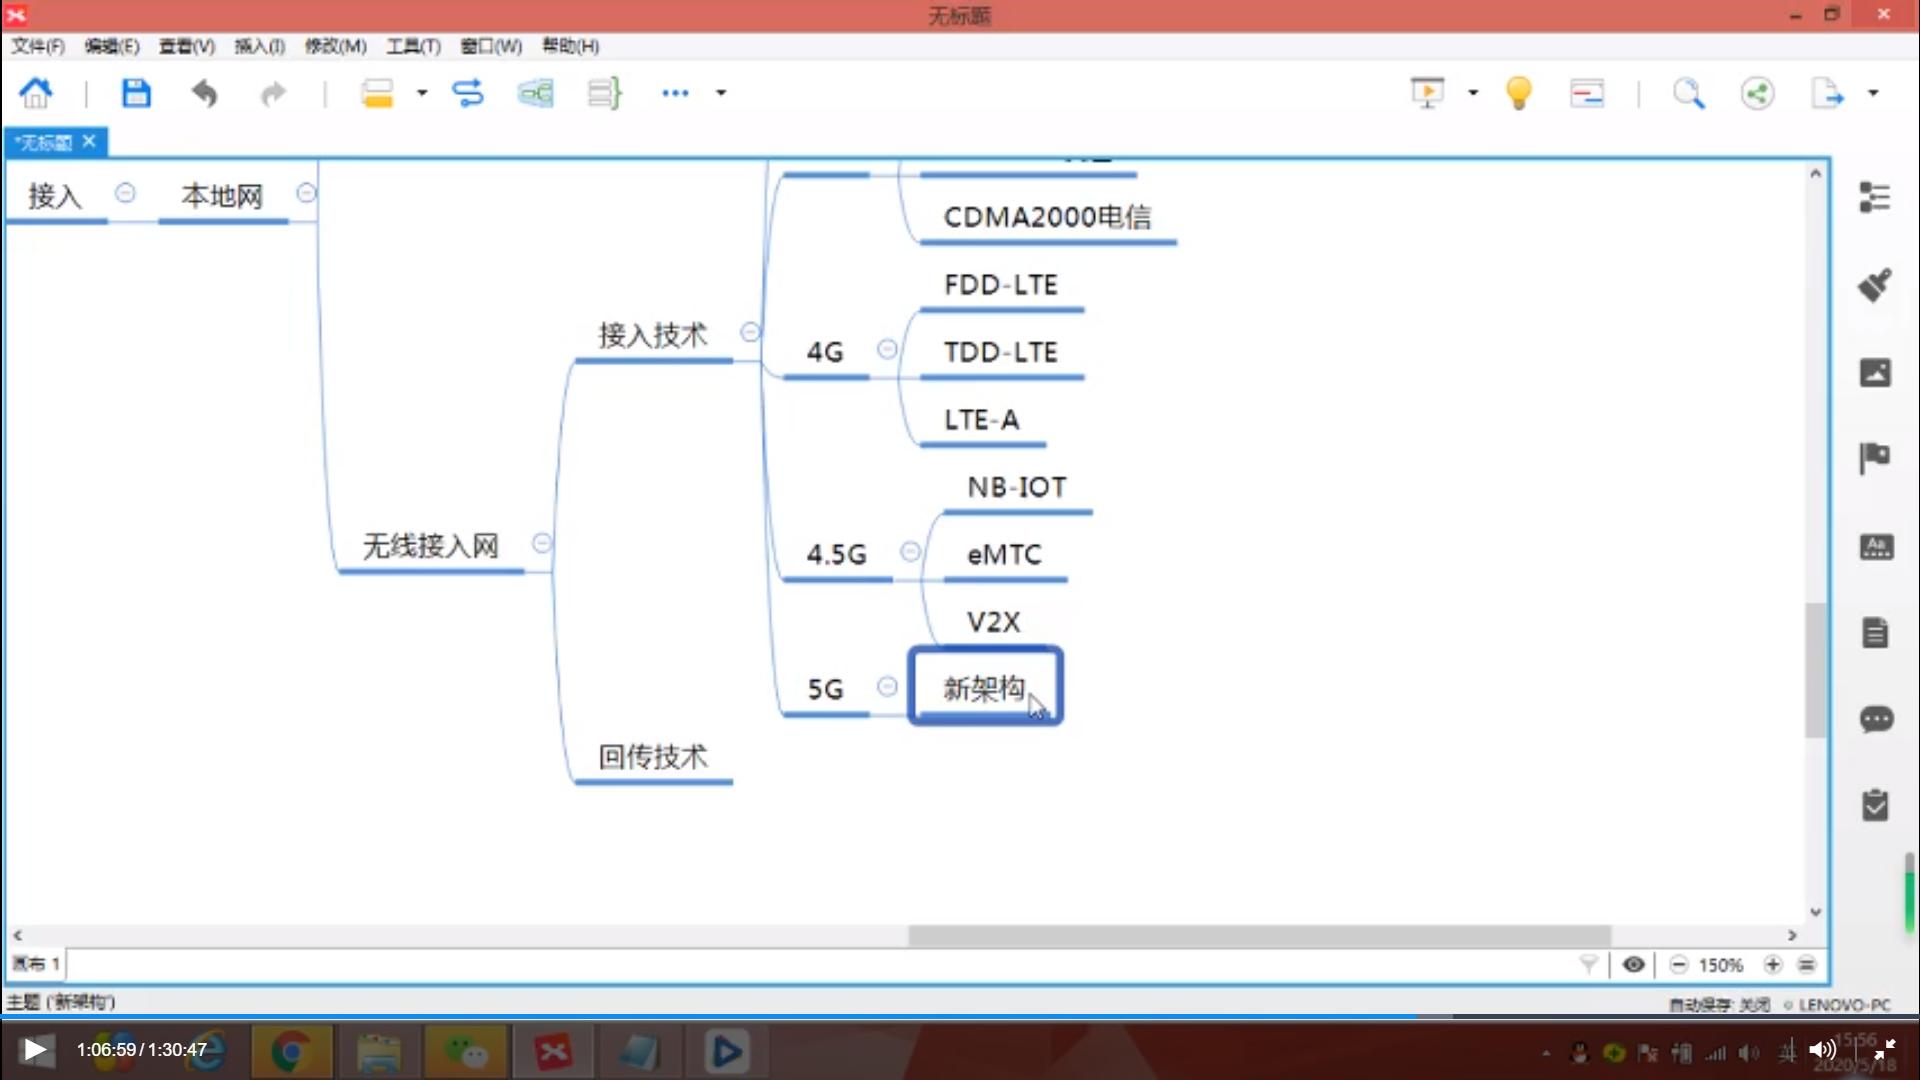 无标题
文件(F) 编辑(E) 查看(V) 插入(I) 修改(M) 工具(T) 窗口(W) 帮助(H)
*无标题
接入
本地网
CDMA2000电信
FDD-LTE
接入技术
4G
TDD-LTE
LTE-A
NB-IOT
无线接入网
4.5G
eMTC
V2X
5G
新架构
回传技术
Aa
画布 1
150%
主题 ('新架构')
自动保存: 关闭
LENOVO-PC
1:06:59/1:30:47
英
15:56
2020/5/18